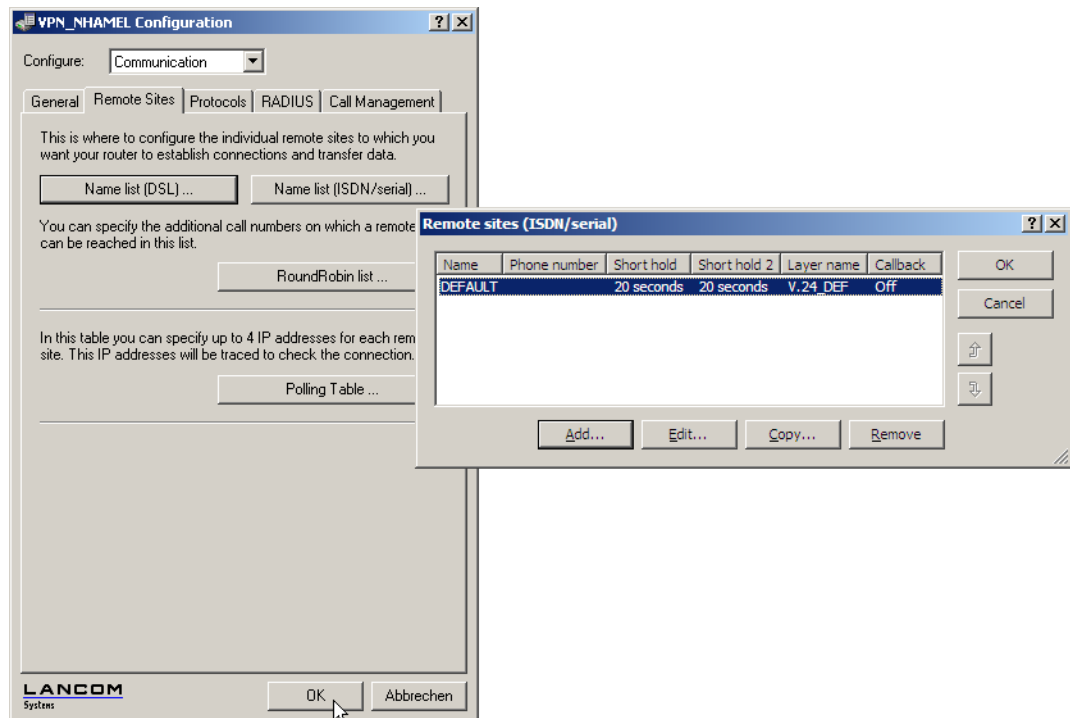 VPN_NHAMEL Configuration
Configure: Communication
General Remote Sites Protocols RADIUS Call Management
This is where to configure the individual remote sites to which you
want your router to establish connections and transfer data.
Name list (DSL) ... Name list (ISDN/serial) ...
You can specify the additional call numbers on which a remote
can be reached in this list.
RoundRobin list ...
In this table you can specify up to 4 IP addresses for each rem
site. This IP addresses will be traced to check the connection.
Polling Table ...
LANCOM
Systems
OK Abbrechen
Remote sites (ISDN/serial)
Name Phone number Short hold Short hold 2 Layer name Callback
DEFAULT 20 seconds 20 seconds V.24_DEF Off
OK
Cancel
Add... Edit... Copy... Remove